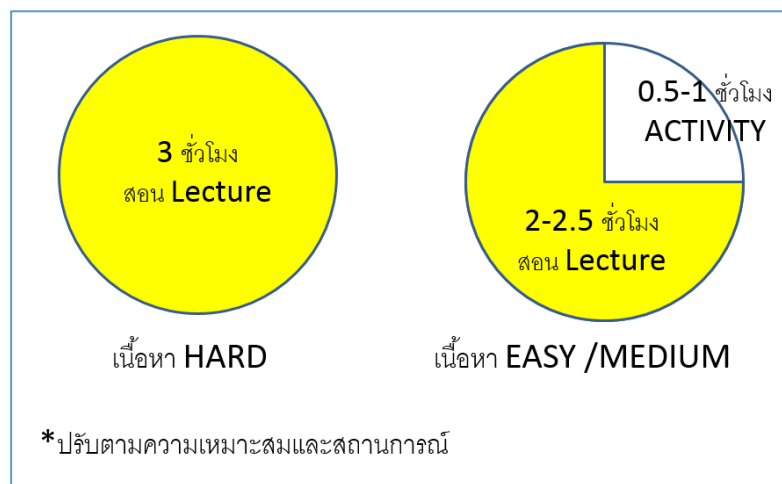 3 ชั่วโมง
สอน Lecture
0.5-1 ชั่วโมง
ACTIVITY
2-2.5 ชั่วโมง
สอน Lecture
เนื้อหา HARD
เนื้อหา EASY /MEDIUM
*ปรับตามความเหมาะสมและสถานการณ์